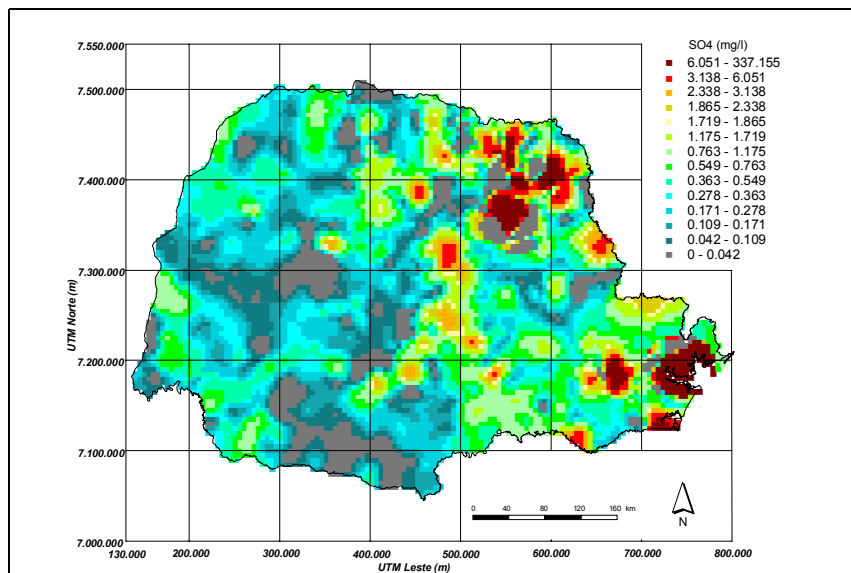 7.550.000
7.500.000
7.400.000
7.300.000
7.200.000
7.100.000
7.000.000
UTM Norte (m)
SO4 (mg/l)
6.051 - 337.155
3.138 - 6.051
2.338 - 3.138
1.865 - 2.338
1.719 - 1.865
1.175 - 1.719
0.763 - 1.175
0.549 - 0.763
0.363 - 0.549
0.278 - 0.363
0.171 - 0.278
0.109 - 0.171
0.042 - 0.109
0 - 0.042
0 40 80 120 160 km
N
130.000 200.000 300.000 400.000 500.000 600.000 700.000 800.000
UTM Leste (m)